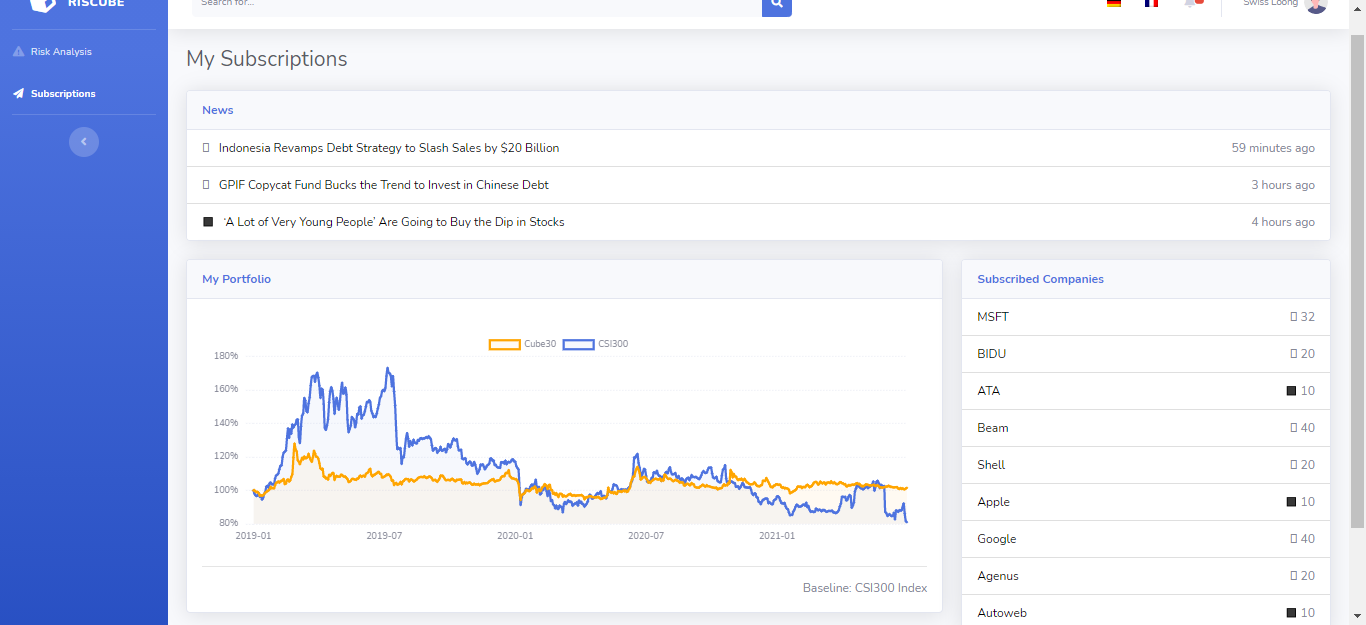 RISCUBE
Search for...
Swiss Loong
Risk Analysis
Subscriptions
My Subscriptions
News
Indonesia Revamps Debt Strategy to Slash Sales by $20 Billion 59 minutes ago
GPIF Copycat Fund Bucks the Trend to Invest in Chinese Debt 3 hours ago
‘A Lot of Very Young People’ Are Going to Buy the Dip in Stocks 4 hours ago
My Portfolio
Cube30 CSI300
180%
160%
140%
120%
100%
80%
2019-01 2019-07 2020-01 2020-07 2021-01
Baseline: CSI300 Index
Subscribed Companies
MSFT 32
BIDU 20
ATA 10
Beam 40
Shell 20
Apple 10
Google 40
Agenus 20
Autoweb 10